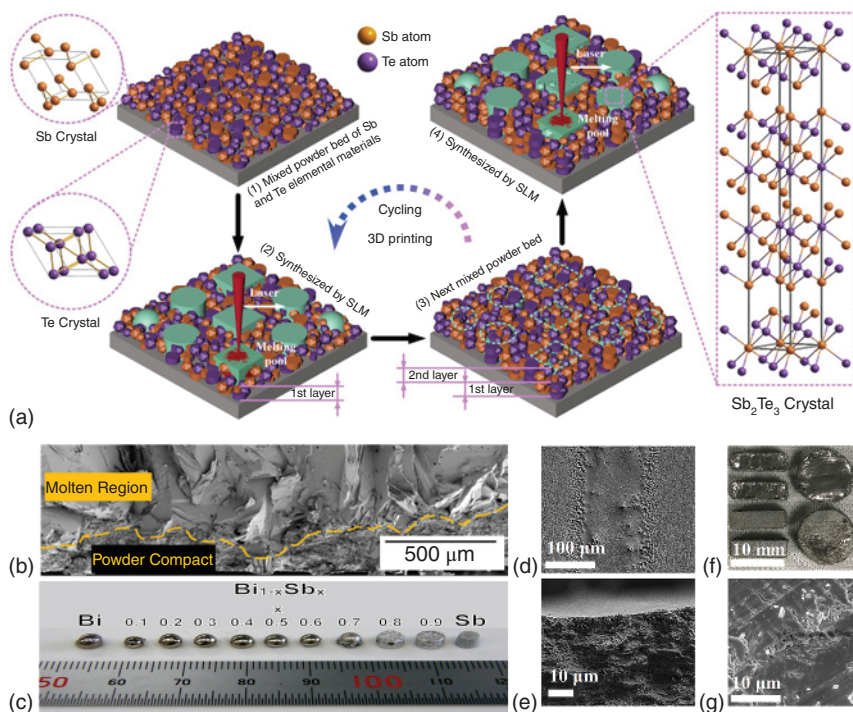 Sb atom
Te atom
Sb Crystal
Te Crystal
(1) Mixed powder bed of Sb
and Te elemental materials
Laser
Melting
pool
(4) Synthesized by SLM
Cycling
3D printing
(2) Synthesized by SLM
Laser
Melting
pool
1st layer
(3) Next mixed powder bed
2nd layer
1st layer
Sb₂Te₃ Crystal
(a)
Molten Region
Powder Compact
500 μm
(b)
Bi₁₋ₓSbₓ
x
Bi 0.1 0.2 0.3 0.4 0.5 0.6 0.7 0.8 0.9 Sb
50 60 70 80 90 100 110 12
(c)
100 μm
(d)
10 μm
(e)
10 mm
(f)
10 μm
(g)